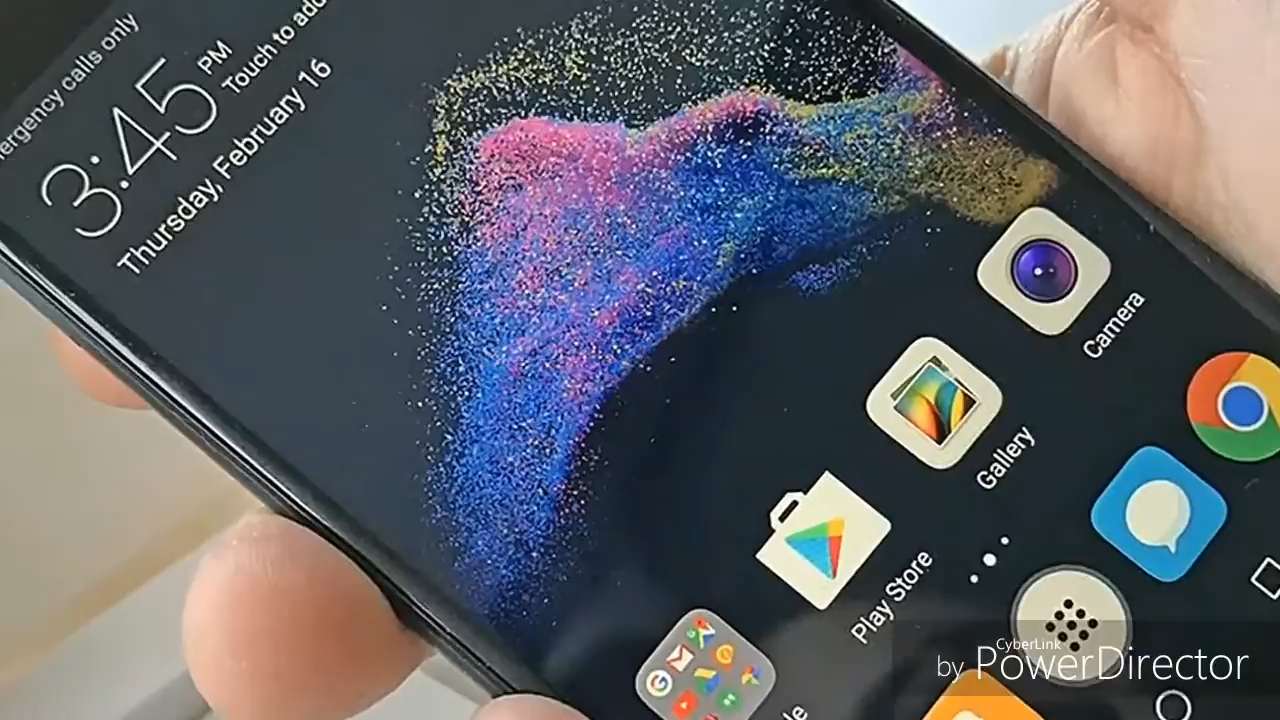 ergency calls only
3:45 PM
Touch to add
Thursday, February 16
Camera
Gallery
Play Store
CyberLink
by PowerDirector